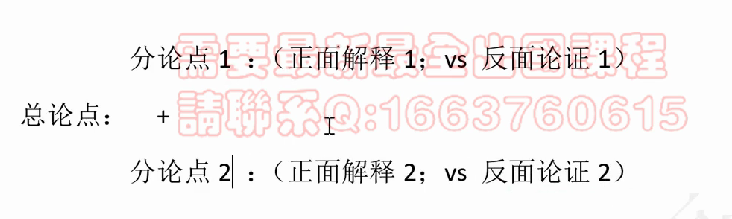 需要最新最全出國課程
分论点 1 :（正面解释 1; vs 反面论证 1）
总论点: +
請聯系Q:1663760615
分论点 2 :（正面解释 2; vs 反面论证 2）